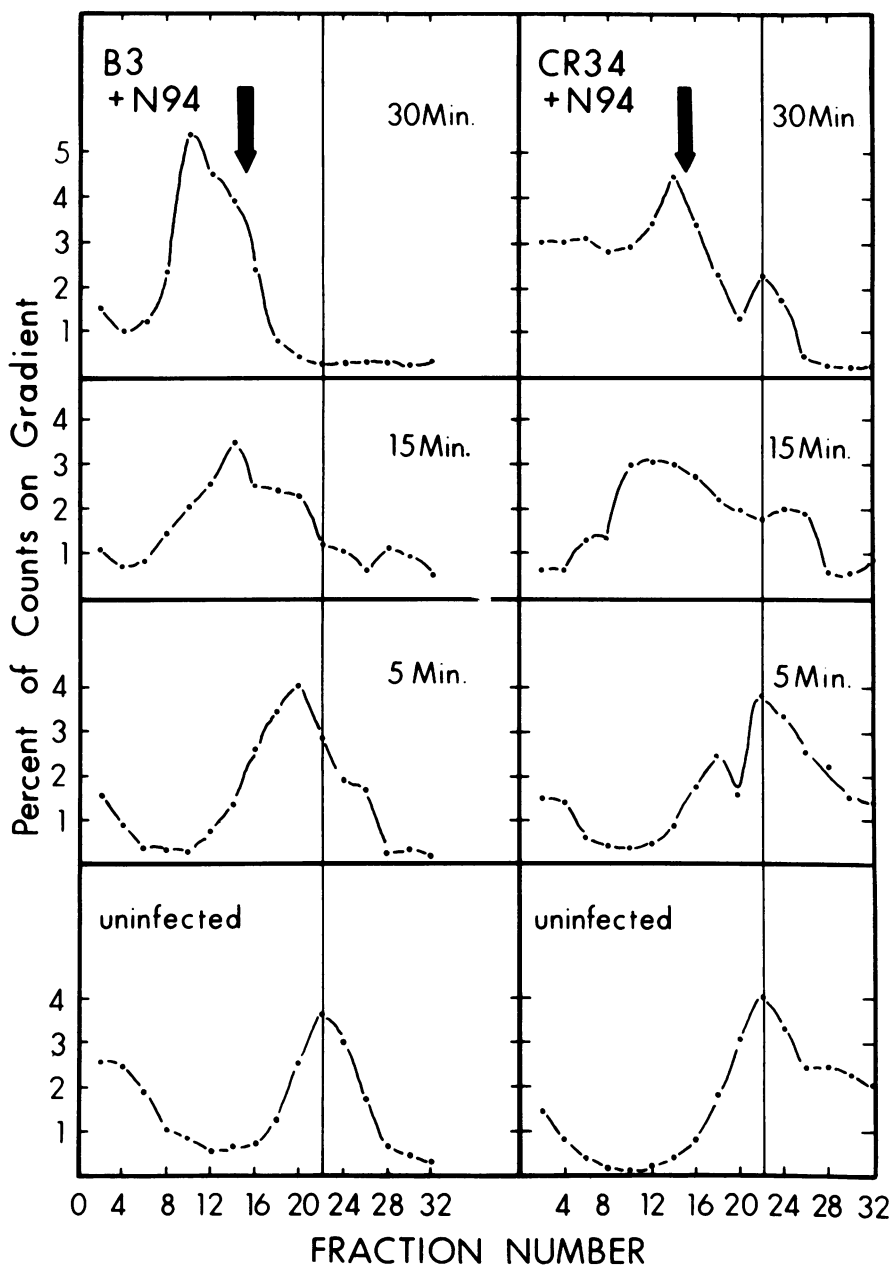 B3
+N94
30Min.
CR34
+N94
30Min
5
4
3
2
1
15Min.
15Min.
4
3
2
1
5Min.
5Min.
4
3
2
1
uninfected
uninfected
4
3
2
1
0 4 8 12 16 20 24 28 32
4 8 12 16 20 24 28 32
FRACTION NUMBER
Percent of Counts on Gradient